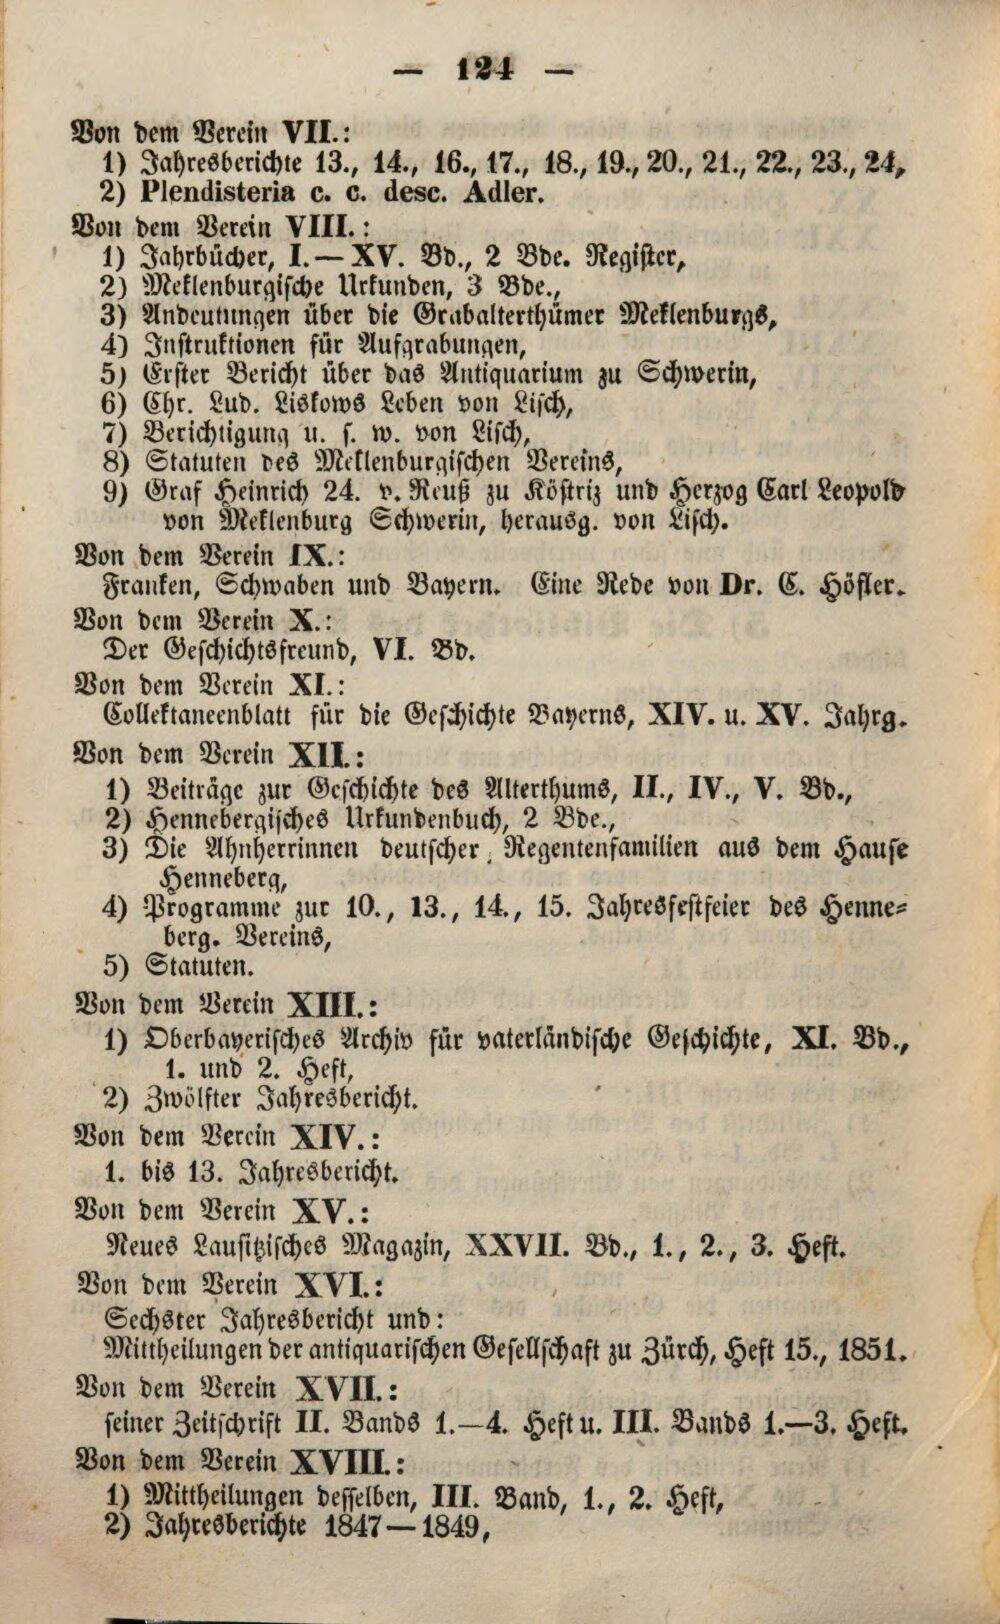 — 124 —
Von dem Verein VII.:
1) Jahresberichte 13., 14., 16., 17., 18., 19., 20., 21., 22., 23., 24,
2) Plendisteria c. c. desc. Adler.
Von dem Verein VIII.:
1) Jahrbücher, I.—XV. Bd., 2 Bde. Register,
2) Meklenburgische Urkunden, 3 Bde.,
3) Andeutungen über die Grabalterthümer Meklenburgs,
4) Instruktionen für Aufgrabungen,
5) Erster Bericht über das Antiquarium zu Schwerin,
6) Chr. Lud. Liskows Leben von Lisch,
7) Berichtigung u. s. w. von Lisch,
8) Statuten des Meklenburgischen Vereins,
9) Graf Heinrich 24. v. Reuß zu Köstriz und Herzog Carl Leopold
von Meklenburg Schwerin, herausg. von Lisch.
Von dem Verein IX.:
Franken, Schwaben und Bayern. Eine Rede von Dr. C. Höfler.
Von dem Verein X.:
Der Geschichtsfreund, VI. Bd.
Von dem Verein XI.:
Collektaneenblatt für die Geschichte Bayerns, XIV. u. XV. Jahrg.
Von dem Verein XII.:
1) Beiträge zur Geschichte des Alterthums, II., IV., V. Bd.,
2) Hennebergisches Urkundenbuch, 2 Bde.,
3) Die Ahnherrinnen deutscher Regentenfamilien aus dem Hause
Henneberg,
4) Programme zur 10., 13., 14., 15. Jahresfestfeier des Henne-
berg. Vereins,
5) Statuten.
Von dem Verein XIII.:
1) Oberbayerisches Archiv für vaterländische Geschichte, XI. Bd.,
1. und 2. Heft,
2) Zwölfter Jahresbericht.
Von dem Verein XIV.:
1. bis 13. Jahresbericht.
Von dem Verein XV.:
Neues Lausitzisches Magazin, XXVII. Bd., 1., 2., 3. Heft.
Von dem Verein XVI.:
Sechster Jahresbericht und:
Mittheilungen der antiquarischen Gesellschaft zu Zürch, Heft 15., 1851.
Von dem Verein XVII.:
seiner Zeitschrift II. Bands 1.—4. Heft u. III. Bands 1.—3. Heft.
Von dem Verein XVIII.:
1) Mittheilungen desselben, III. Band, 1., 2. Heft,
2) Jahresberichte 1847—1849,